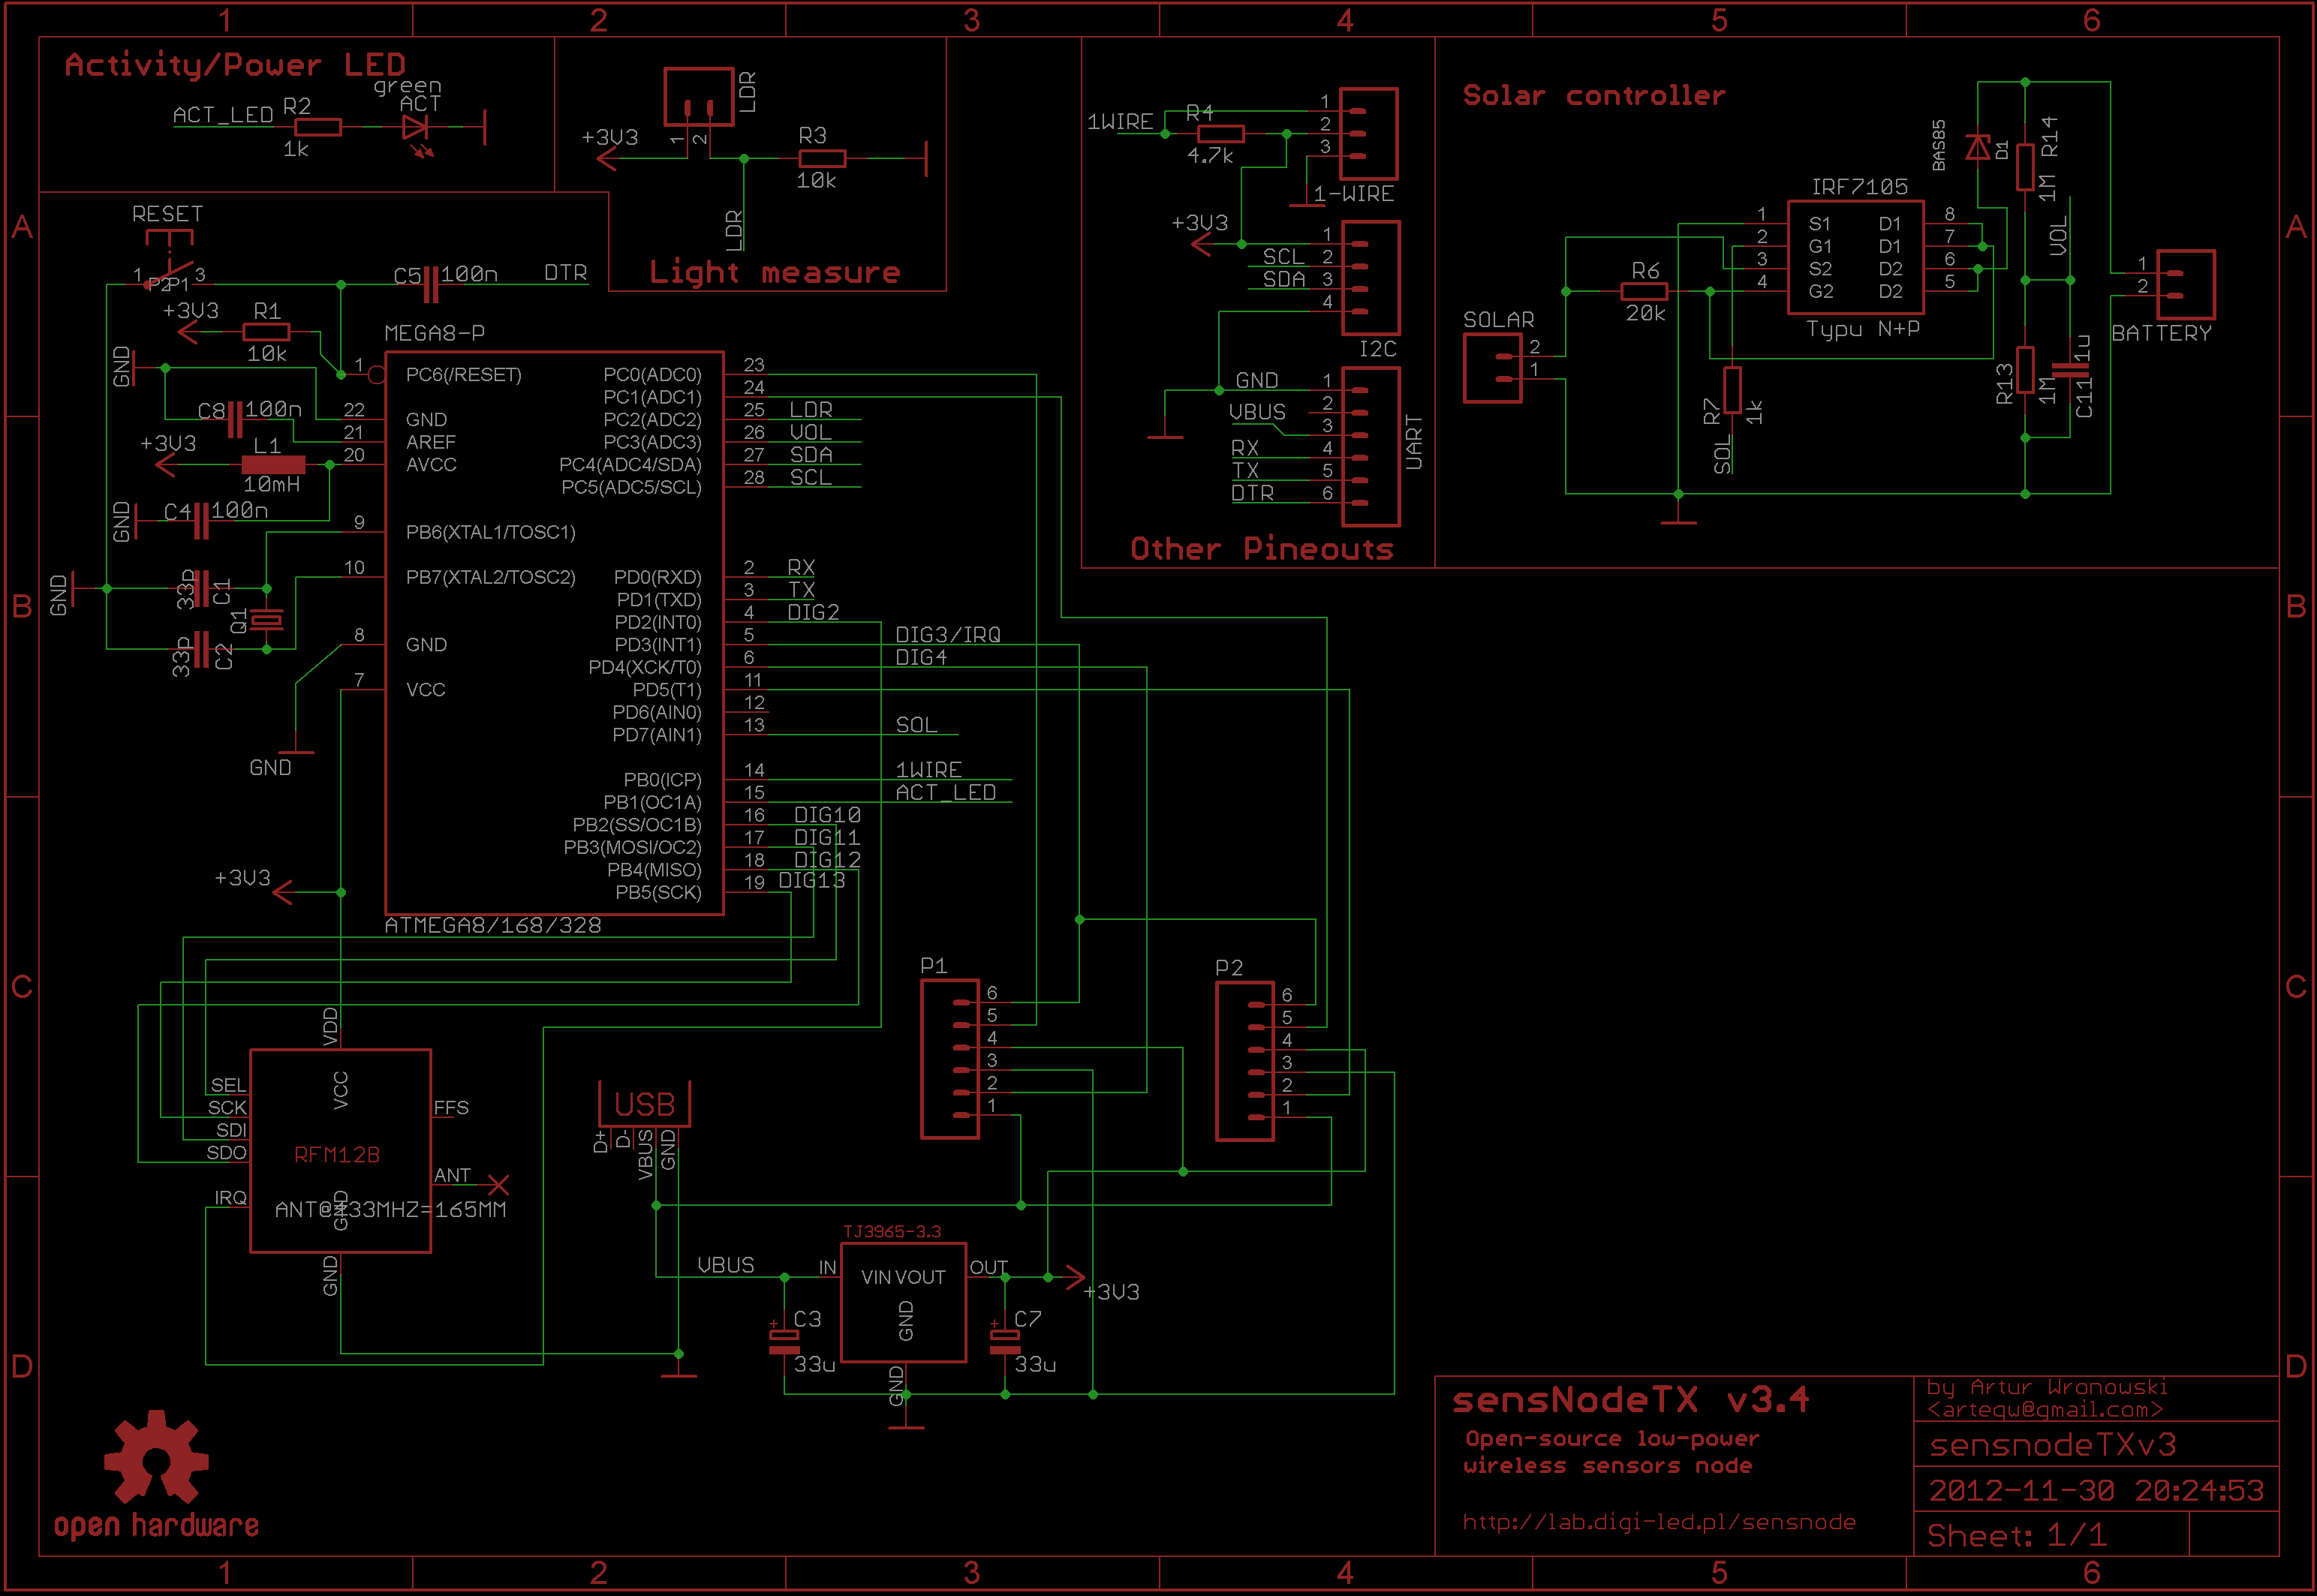 1 2 3 4 5 6
A
B
C
D
A
B
C
D
Activity/Power LED
green
ACT_LED R2 ACT
1k
LDR
+3V3
1 2
R3
10k
LDR
Light measure
1WIRE R4
4.7k
1
2
3
1-WIRE
+3V3
SCL
SDA
1
2
3
4
I2C
GND
VBUS
RX
TX
DTR
1
2
3
4
5
6
UART
Other Pineouts
Solar controller
BAS85
D1
R14
1M
IRF7105
1 S1 D1 8
2 G1 D1 7
3 S2 D2 6
4 G2 D2 5
Typu N+P
VOL
R6
20k
SOLAR
2
1
R7
1k
SOL
R13
1M
C11
1u
1
2
BATTERY
RESET
1 P2 P1 3
C5 100n DTR
+3V3 R1
10k
GND
C8 100n
+3V3 L1
10mH
GND
C4 100n
GND
33P C1
Q1
33P C2
GND
MEGA8-P
1 PC6(/RESET)
22 GND
21 AREF
20 AVCC
9 PB6(XTAL1/TOSC1)
10 PB7(XTAL2/TOSC2)
8 GND
7 VCC
PC0(ADC0) 23
PC1(ADC1) 24
PC2(ADC2) 25 LDR
PC3(ADC3) 26 VOL
PC4(ADC4/SDA) 27 SDA
PC5(ADC5/SCL) 28 SCL
PD0(RXD) 2 RX
PD1(TXD) 3 TX
PD2(INT0) 4 DIG2
PD3(INT1) 5 DIG3/IRQ
PD4(XCK/T0) 6 DIG4
PD5(T1) 11
PD6(AIN0) 12
PD7(AIN1) 13 SOL
PB0(ICP) 14 1WIRE
PB1(OC1A) 15 ACT_LED
PB2(SS/OC1B) 16 DIG10
PB3(MOSI/OC2) 17 DIG11
PB4(MISO) 18 DIG12
PB5(SCK) 19 DIG13
ATMEGA8/168/328
+3V3
VDD
VCC
SEL
SCK
SDI
SDO
IRQ
FFS
ANT
RFM12B
GND
ANT@433MHZ=165MM
GND
USB
D+
D-
VBUS
GND
P1
6
5
4
3
2
1
P2
6
5
4
3
2
1
TJ3965-3.3
VBUS IN VIN VOUT OUT
+3V3
GND
C3
33u
C7
33u
+
+
GND
open hardware
sensNodeTX v3.4
Open-source low-power
wireless sensors node
http://lab.digi-led.pl/sensnode
by Artur Wronowski
<arteqw@gmail.com>
sensnodeTXv3
2012-11-30 20:24:53
Sheet: 1/1
1 2 3 4 5 6